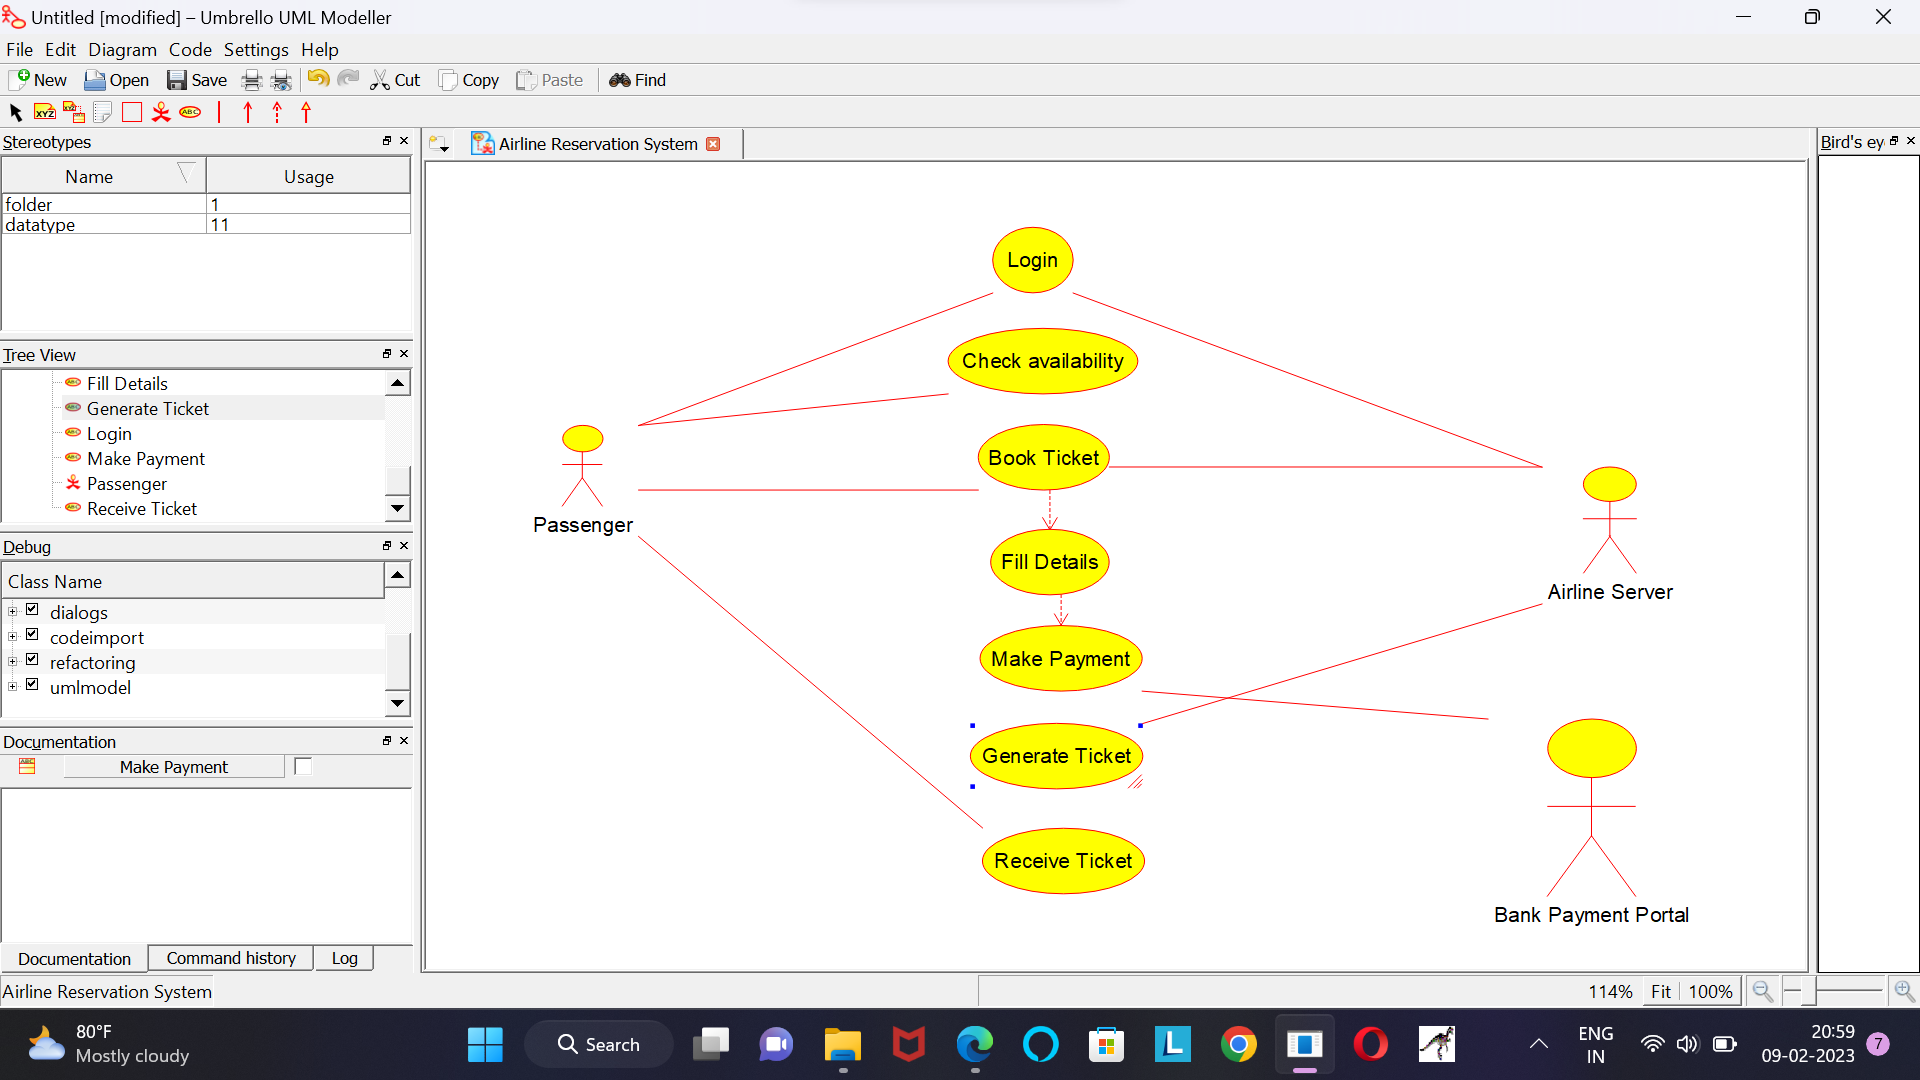 Untitled [modified] – Umbrello UML Modeller
File Edit Diagram Code Settings Help
New Open Save Cut Copy Paste Find
XYZ XYZ ABC
Stereotypes
Name Usage
folder 1
datatype 11
Tree View
Fill Details
Generate Ticket
Login
Make Payment
Passenger
Receive Ticket
Debug
Class Name
dialogs
codeimport
refactoring
umlmodel
Documentation
Make Payment
Documentation Command history Log
Airline Reservation System
Airline Reservation System
Login
Check availability
Book Ticket
Passenger
Fill Details
Airline Server
Make Payment
Generate Ticket
Receive Ticket
Bank Payment Portal
Bird's ey
114% Fit 100%
80°F
Mostly cloudy
Search
L
ENG
IN
20:59
09-02-2023
7